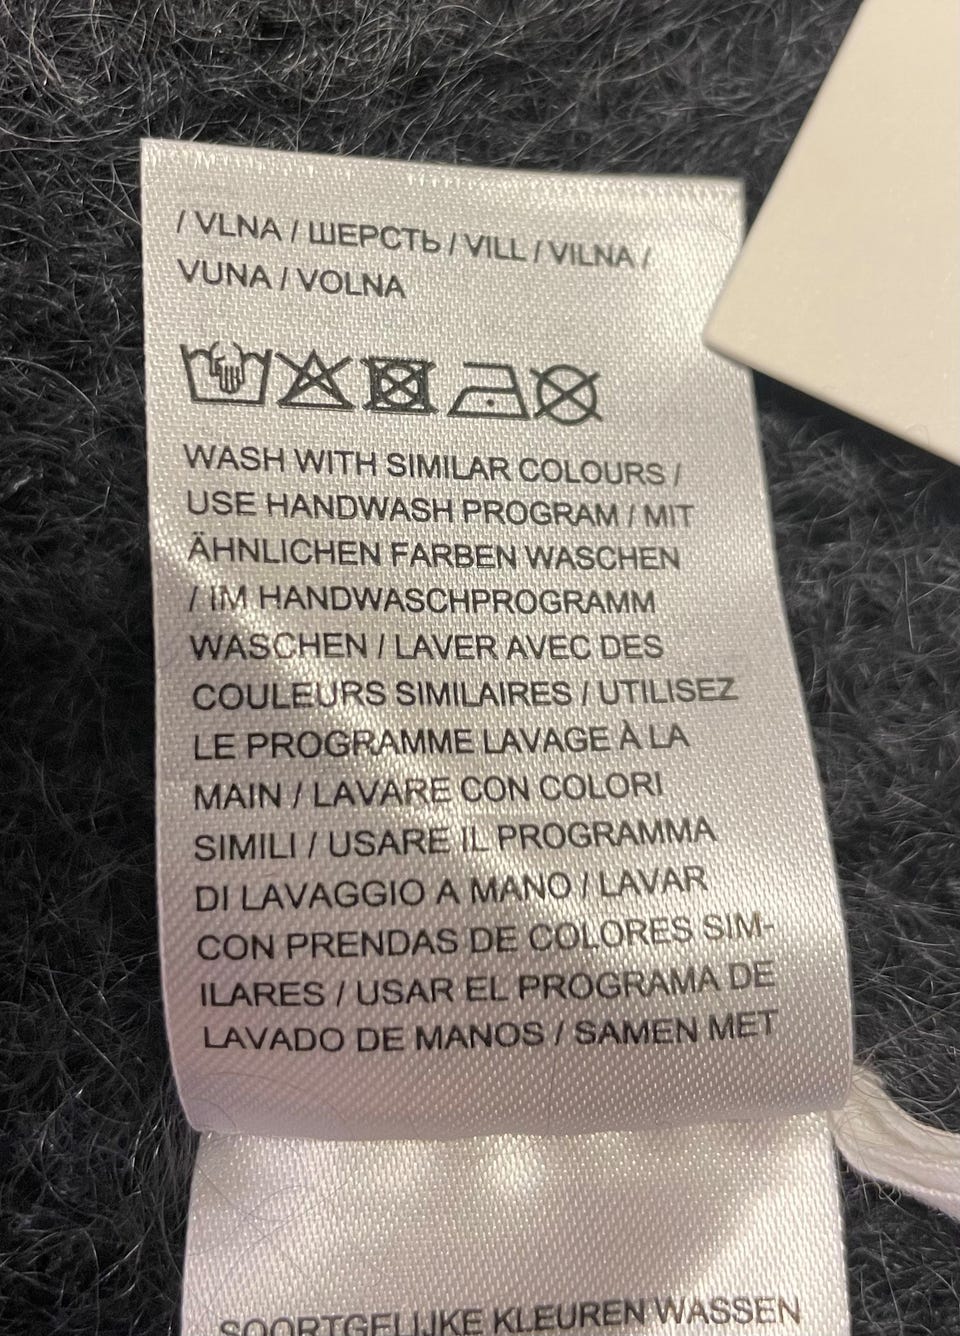 / VLNA / ШЕРСТЬ / VILL / VILNA /
VUNA / VOLNA
WASH WITH SIMILAR COLOURS /
USE HANDWASH PROGRAM / MIT
ÄHNLICHEN FARBEN WASCHEN
/ IM HANDWASCHPROGRAMM
WASCHEN / LAVER AVEC DES
COULEURS SIMILAIRES / UTILISEZ
LE PROGRAMME LAVAGE À LA
MAIN / LAVARE CON COLORI
SIMILI / USARE IL PROGRAMMA
DI LAVAGGIO A MANO / LAVAR
CON PRENDAS DE COLORES SIM-
ILARES / USAR EL PROGRAMA DE
LAVADO DE MANOS / SAMEN MET
SOORTGELIJKE KLEUREN WASSEN